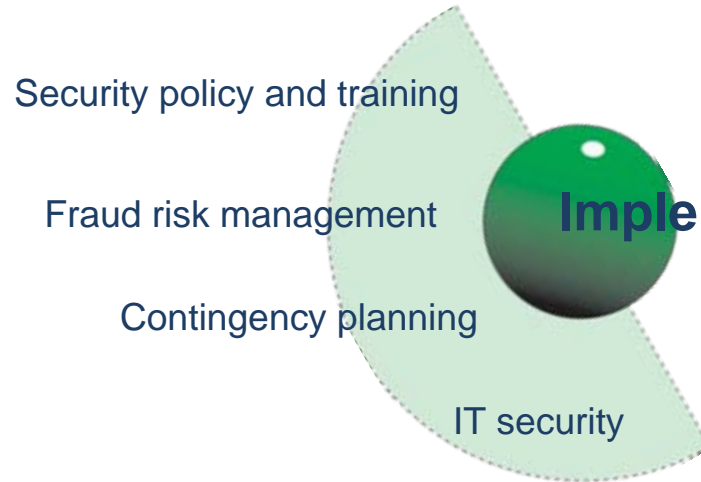 Security policy and training
Fraud risk management
Imple
Contingency planning
IT security